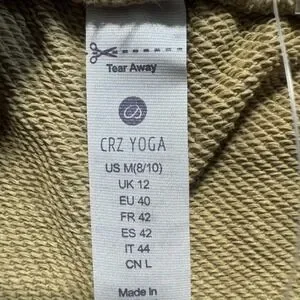 Tear Away
CRZ YOGA
US M(8/10)
UK 12
EU 40
FR 42
ES 42
IT 44
CN L
Made In